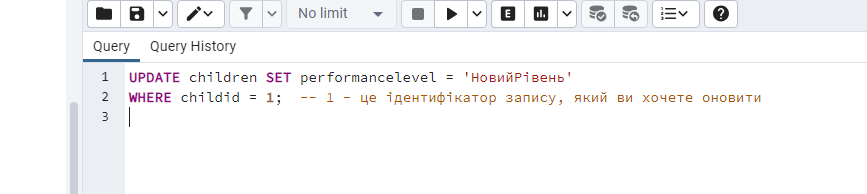 No limit
E
Query Query History
1 UPDATE children SET performancelevel = 'НовийРівень'
2 WHERE childid = 1; -- 1 - це ідентифікатор запису, який ви хочете оновити
3